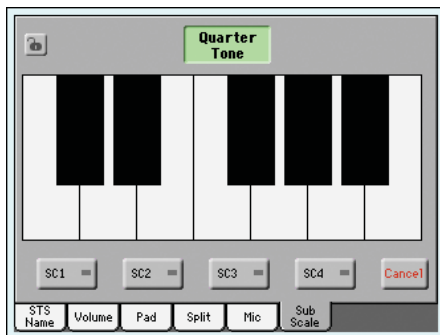 Quarter
Tone
SC1
SC2
SC3
SC4
Cancel
STS
Name
Volume
Pad
Split
Mic
Sub
Scale